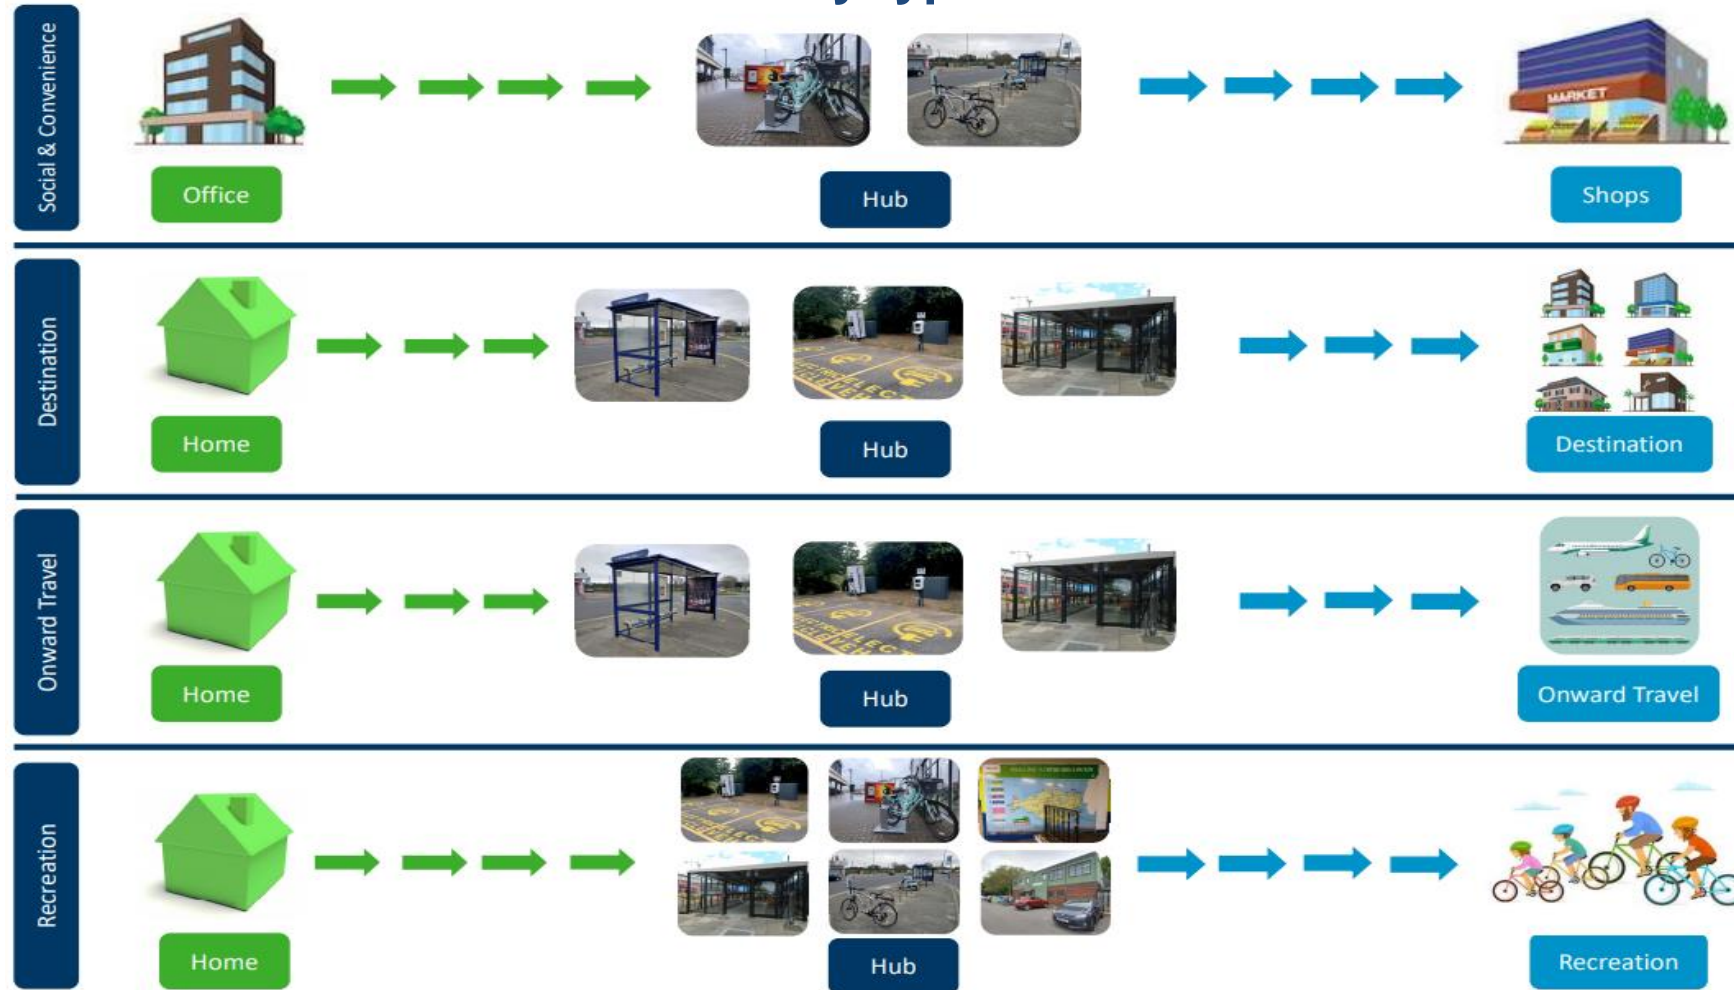 Social & Convenience
MARKET
Office
Hub
Shops
Destination
Home
Hub
Destination
Onward Travel
Home
Hub
Onward Travel
Recreation
Home
Hub
Recreation